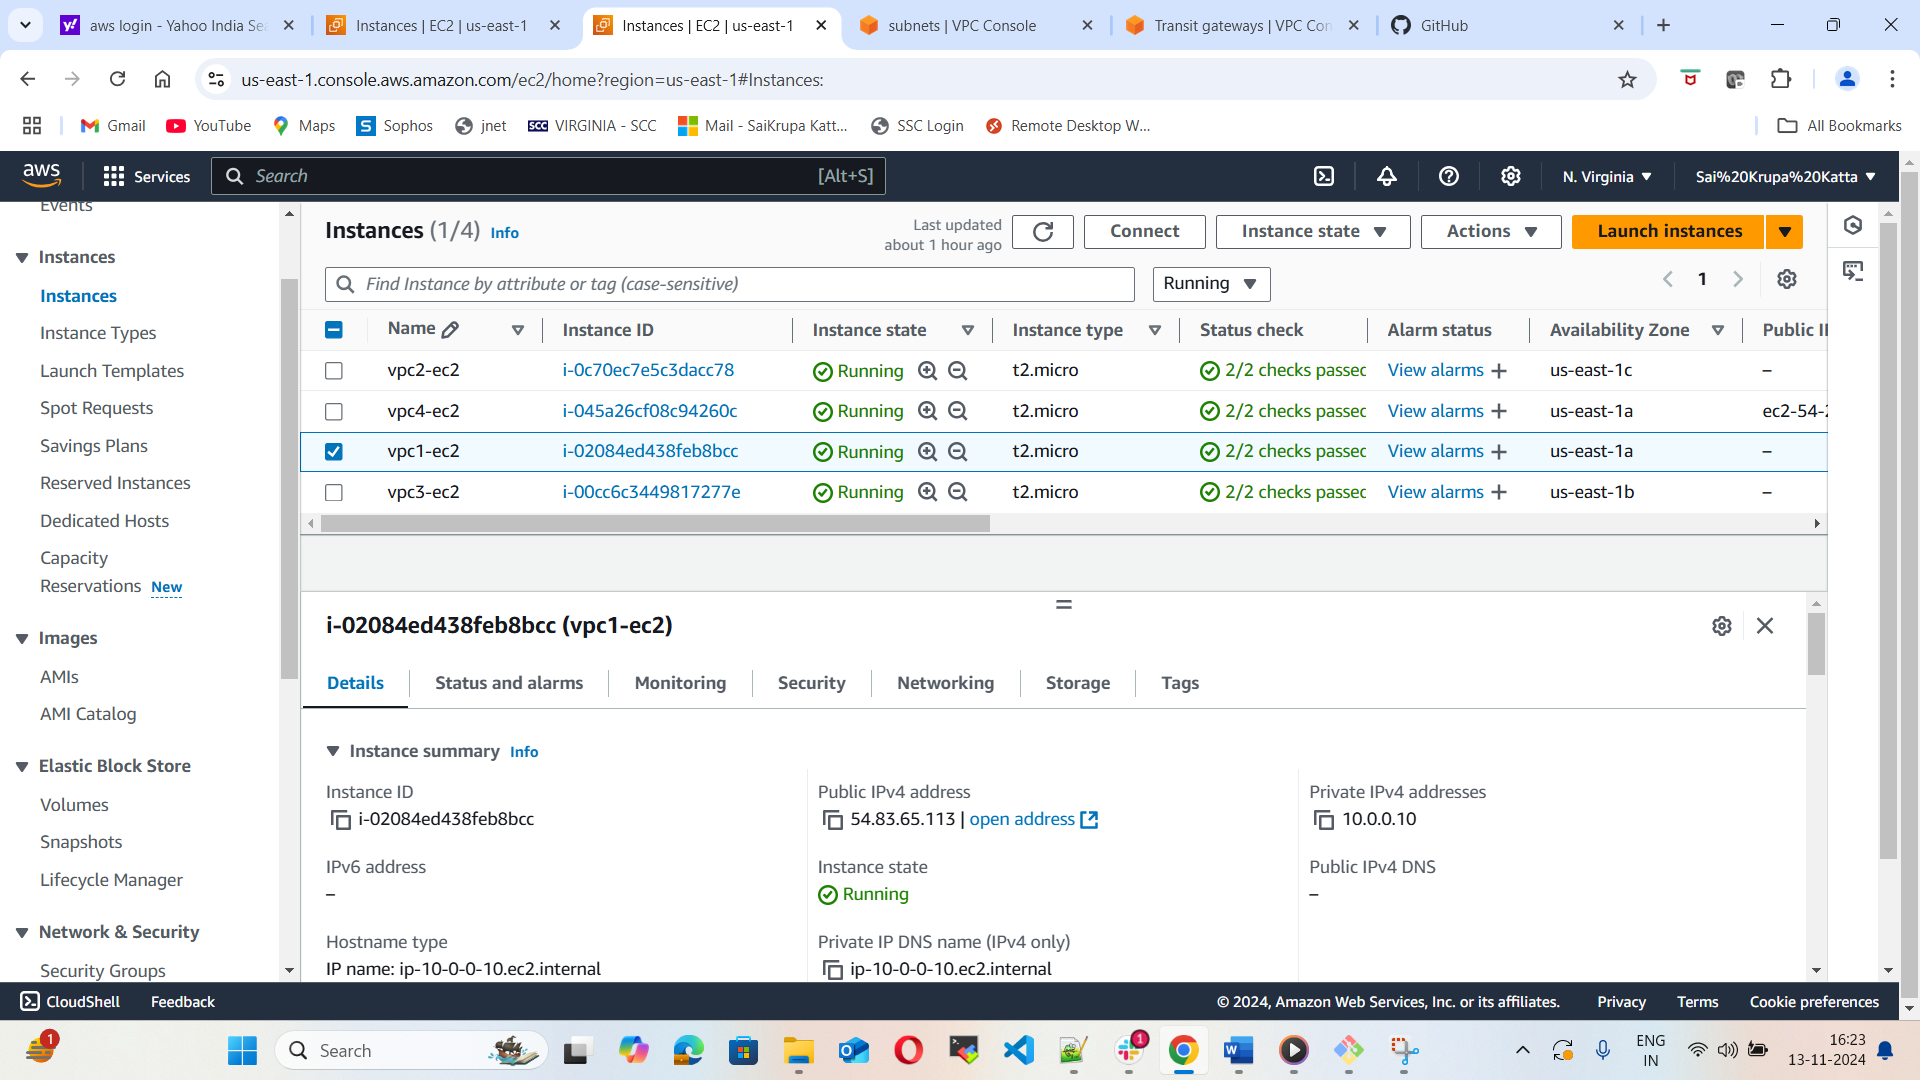 aws login - Yahoo India Sea
Instances | EC2 | us-east-1
Instances | EC2 | us-east-1
subnets | VPC Console
Transit gateways | VPC Con
GitHub
us-east-1.console.aws.amazon.com/ec2/home?region=us-east-1#Instances:
Gmail
YouTube
Maps
S Sophos
jnet
SCC VIRGINIA - SCC
Mail - SaiKrupa Katt...
SSC Login
Remote Desktop W...
All Bookmarks
aws
Services
Search
[Alt+S]
N. Virginia
Sai%20Krupa%20Katta
Events
Instances
Instances
Instance Types
Launch Templates
Spot Requests
Savings Plans
Reserved Instances
Dedicated Hosts
Capacity
Reservations New
Images
AMIs
AMI Catalog
Elastic Block Store
Volumes
Snapshots
Lifecycle Manager
Network & Security
Security Groups
Instances (1/4) Info
Last updated
about 1 hour ago
Connect
Instance state
Actions
Launch instances
Find Instance by attribute or tag (case-sensitive)
Running
1
Name Instance ID Instance state Instance type Status check Alarm status Availability Zone Public I
vpc2-ec2 i-0c70ec7e5c3dacc78 Running t2.micro 2/2 checks passed View alarms us-east-1c –
vpc4-ec2 i-045a26cf08c94260c Running t2.micro 2/2 checks passed View alarms us-east-1a ec2-54-2
vpc1-ec2 i-02084ed438feb8bcc Running t2.micro 2/2 checks passed View alarms us-east-1a –
vpc3-ec2 i-00cc6c3449817277e Running t2.micro 2/2 checks passed View alarms us-east-1b –
i-02084ed438feb8bcc (vpc1-ec2)
Details
Status and alarms
Monitoring
Security
Networking
Storage
Tags
Instance summary Info
Instance ID
i-02084ed438feb8bcc
Public IPv4 address
54.83.65.113 | open address
Private IPv4 addresses
10.0.0.10
IPv6 address
–
Instance state
Running
Public IPv4 DNS
–
Hostname type
IP name: ip-10-0-0-10.ec2.internal
Private IP DNS name (IPv4 only)
ip-10-0-0-10.ec2.internal
CloudShell
Feedback
© 2024, Amazon Web Services, Inc. or its affiliates.
Privacy
Terms
Cookie preferences
1
Search
1
ENG
IN
16:23
13-11-2024